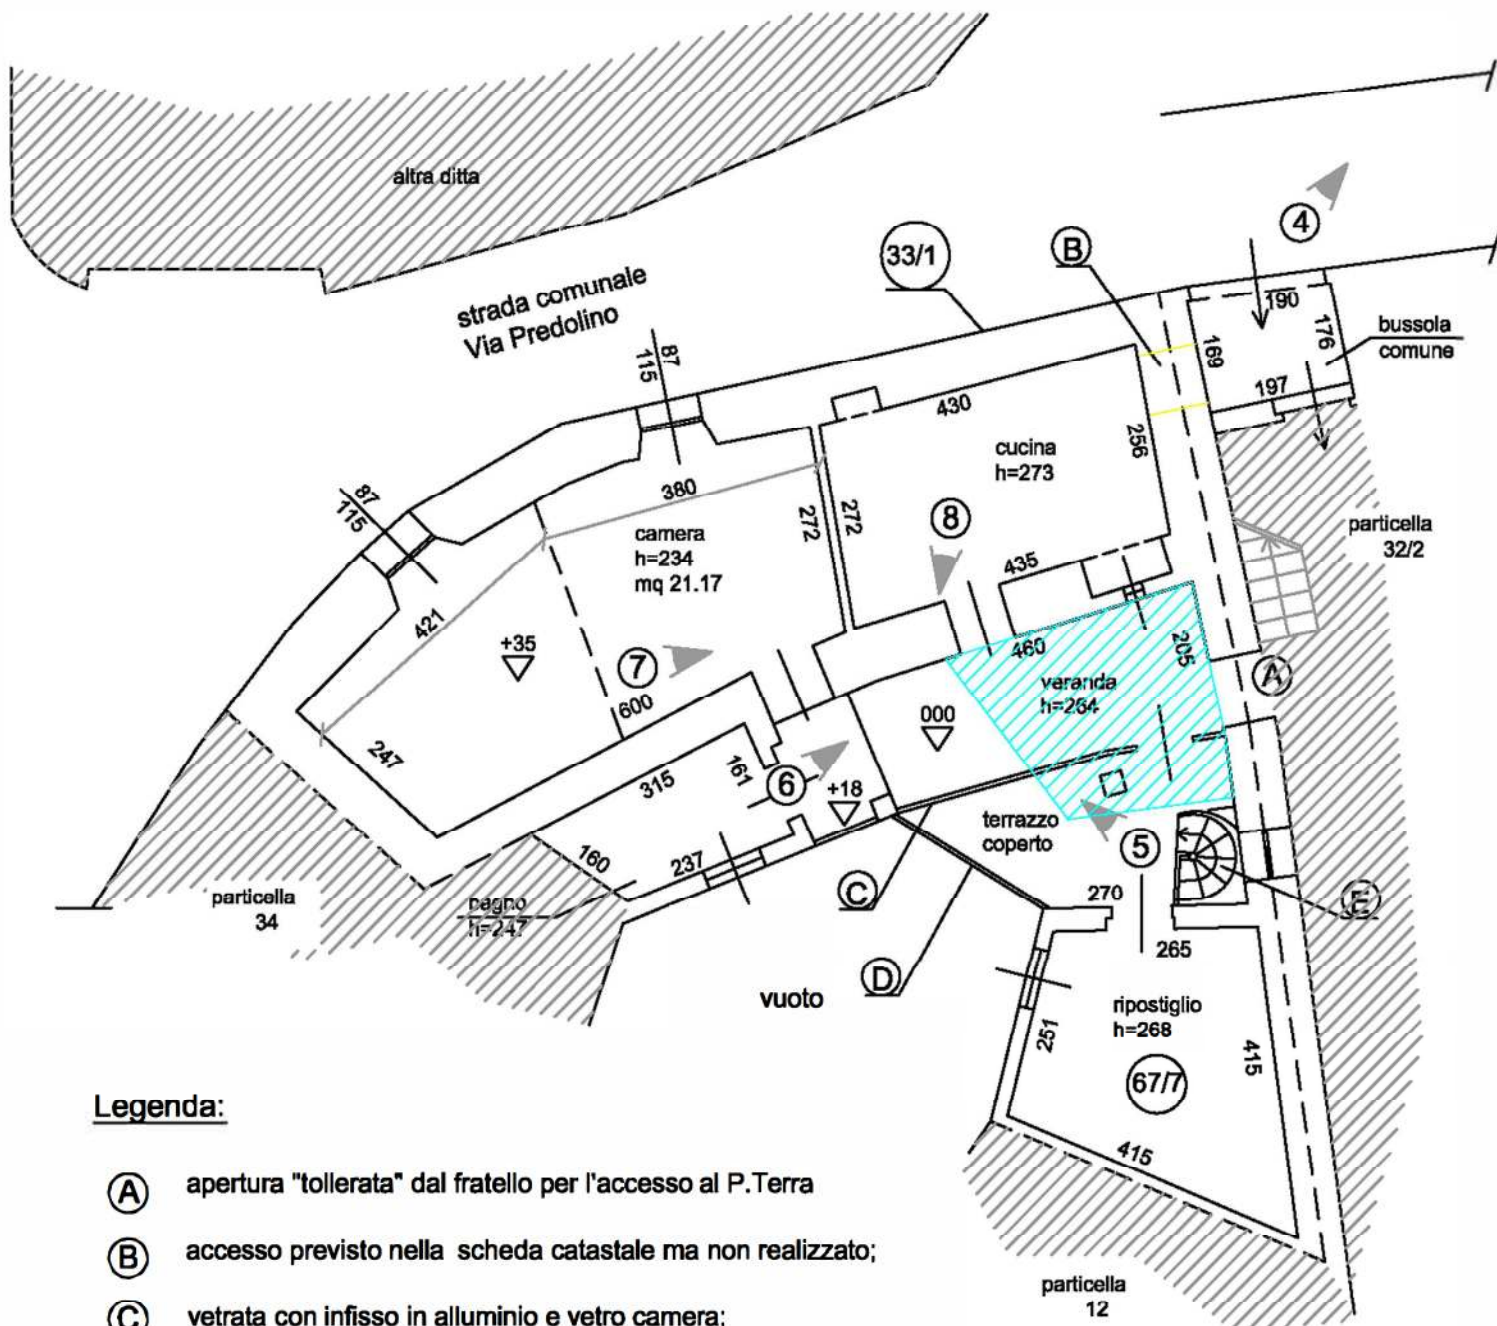 altra ditta
4
33/1
B
strada comunale
Via Predolino
190
176
bussola
comune
169
197
87
115
430
256
cucina
h=273
87
115
380
272
272
8
camera
h=234
mq 21.17
435
particella
32/2
421
+35
7
460
205
A
veranda
h=264
600
000
247
315
161
6
+18
terrazzo
coperto
5
160
237
C
270
E
particella
34
bagno
h=247
265
D
vuoto
ripostiglio
h=268
251
415
67/7
415
particella
12
Legenda:
A apertura "tollerata" dal fratello per l'accesso al P.Terra
B accesso previsto nella scheda catastale ma non realizzato;
C vetrata con infisso in alluminio e vetro camera;